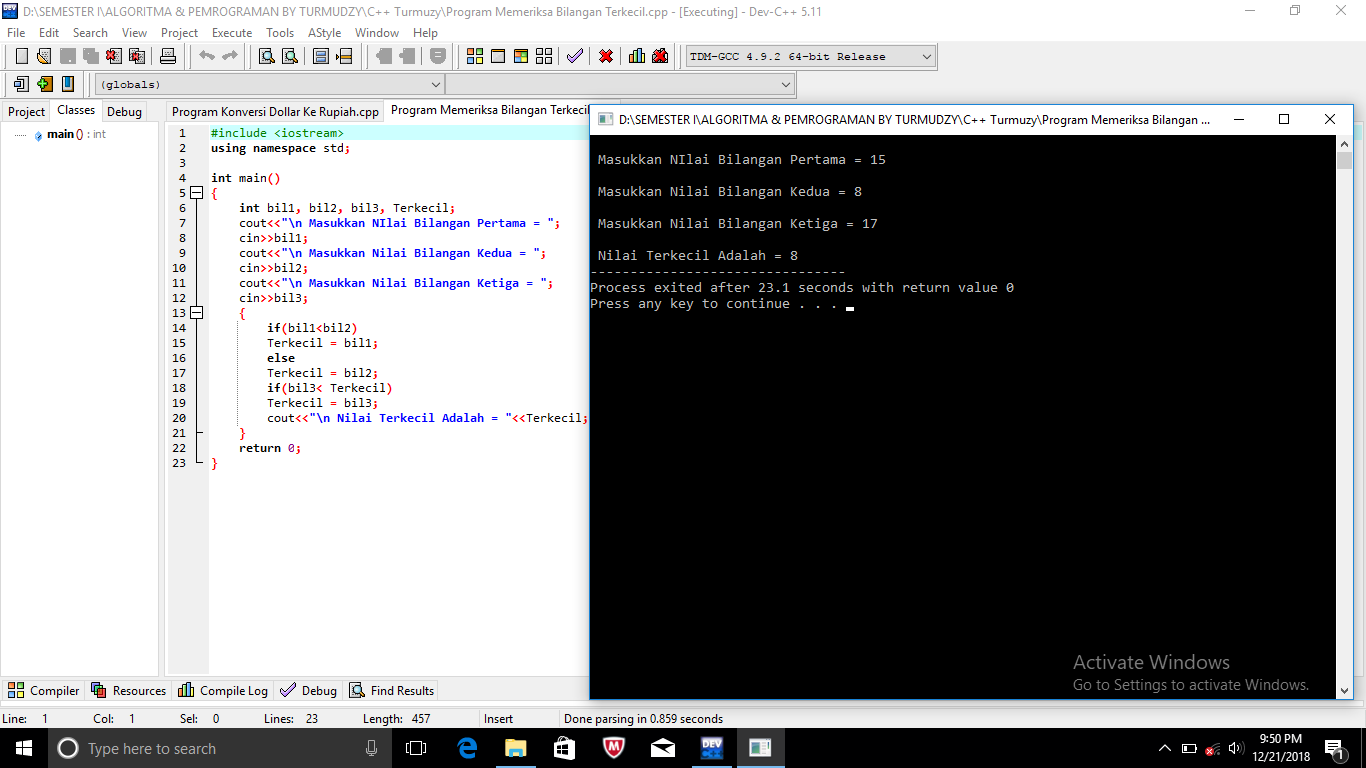 D:\SEMESTER I\ALGORITMA & PEMROGRAMAN BY TURMUDZY\C++ Turmuzy\Program Memeriksa Bilangan Terkecil.cpp - [Executing] - Dev-C++ 5.11
File Edit Search View Project Execute Tools AStyle Window Help
TDM-GCC 4.9.2 64-bit Release
(globals)
Project Classes Debug
main () : int
Program Konversi Dollar Ke Rupiah.cpp Program Memeriksa Bilangan Terkecil
1 #include <iostream>
2 using namespace std;
3
4 int main()
5 {
6 int bil1, bil2, bil3, Terkecil;
7 cout<<"\n Masukkan NIlai Bilangan Pertama = ";
8 cin>>bil1;
9 cout<<"\n Masukkan Nilai Bilangan Kedua = ";
10 cin>>bil2;
11 cout<<"\n Masukkan Nilai Bilangan Ketiga = ";
12 cin>>bil3;
13 {
14 if(bil1<bil2)
15 Terkecil = bil1;
16 else
17 Terkecil = bil2;
18 if(bil3< Terkecil)
19 Terkecil = bil3;
20 cout<<"\n Nilai Terkecil Adalah = "<<Terkecil;
21 }
22 return 0;
23 }
D:\SEMESTER I\ALGORITMA & PEMROGRAMAN BY TURMUDZY\C++ Turmuzy\Program Memeriksa Bilangan ...
Masukkan NIlai Bilangan Pertama = 15
Masukkan Nilai Bilangan Kedua = 8
Masukkan Nilai Bilangan Ketiga = 17
Nilai Terkecil Adalah = 8
--------------------------------
Process exited after 23.1 seconds with return value 0
Press any key to continue . . .
Activate Windows
Go to Settings to activate Windows.
Compiler Resources Compile Log Debug Find Results
Line: 1 Col: 1 Sel: 0 Lines: 23 Length: 457 Insert Done parsing in 0.859 seconds
Type here to search
DEV
9:50 PM
12/21/2018
1